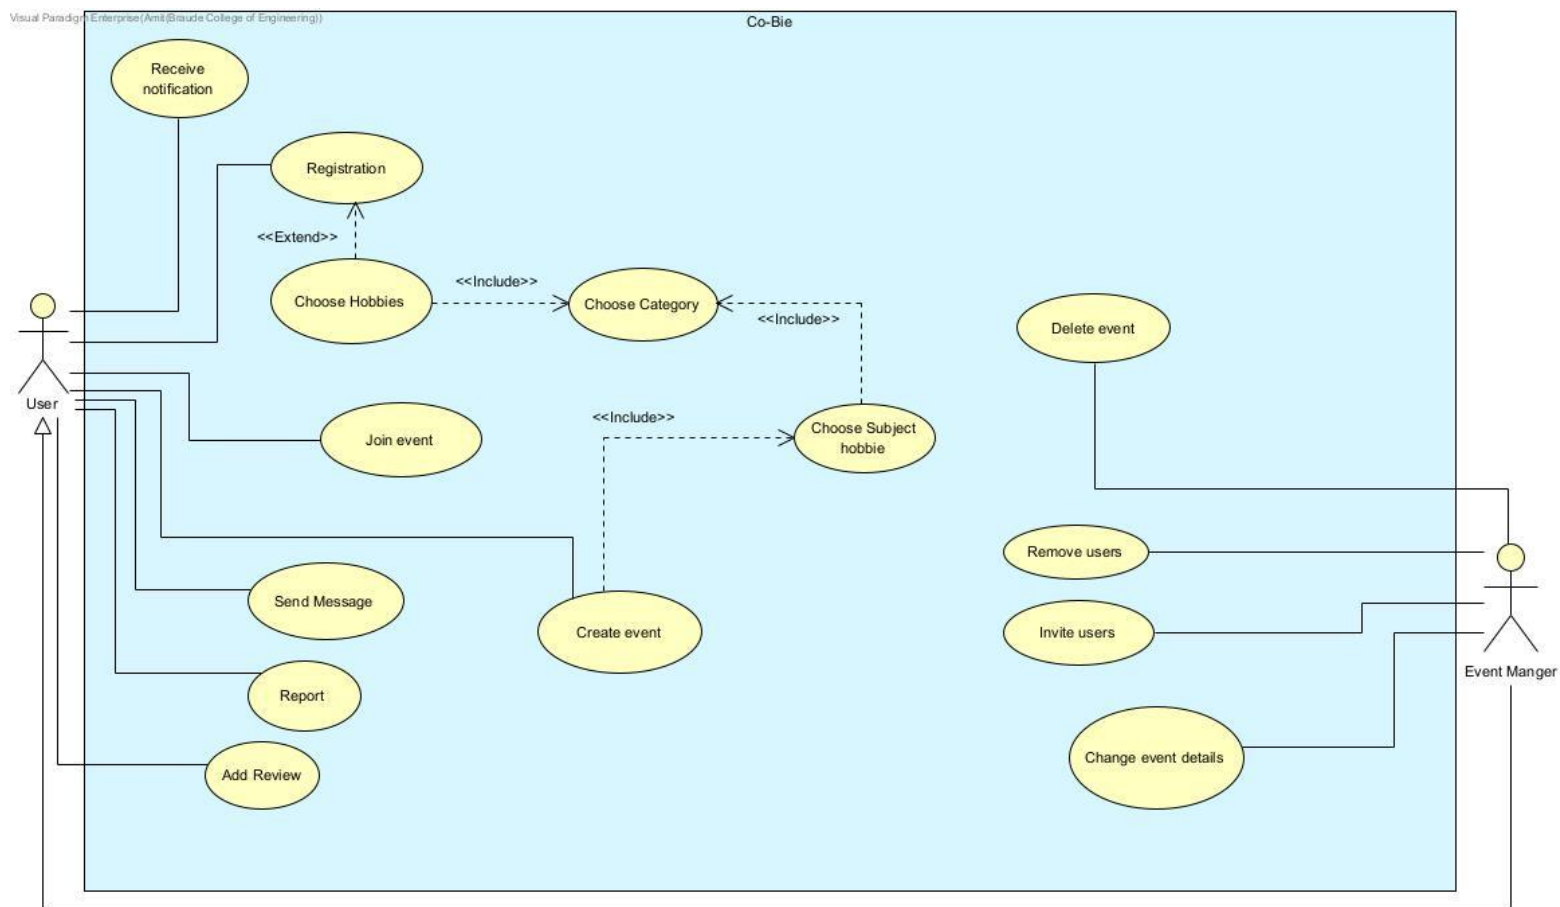 Visual Paradigm Enterprise(Amit(Braude College of Engineering))
Co-Bie
Receive
notification
Registration
<<Extend>>
Choose Hobbies
<<Include>>
Choose Category
<<Include>>
Delete event
User
Join event
<<Include>>
Choose Subject
hobbie
Remove users
Send Message
Create event
Invite users
Event Manger
Report
Change event details
Add Review